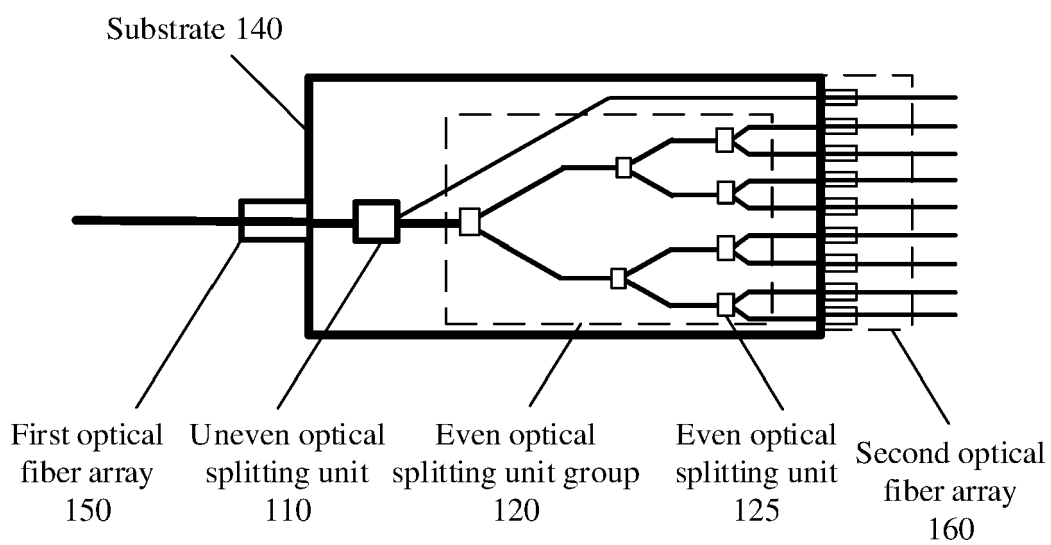 Substrate 140
First optical
fiber array
150
Uneven optical
splitting unit
110
Even optical
splitting unit group
120
Even optical
splitting unit
125
Second optical
fiber array
160